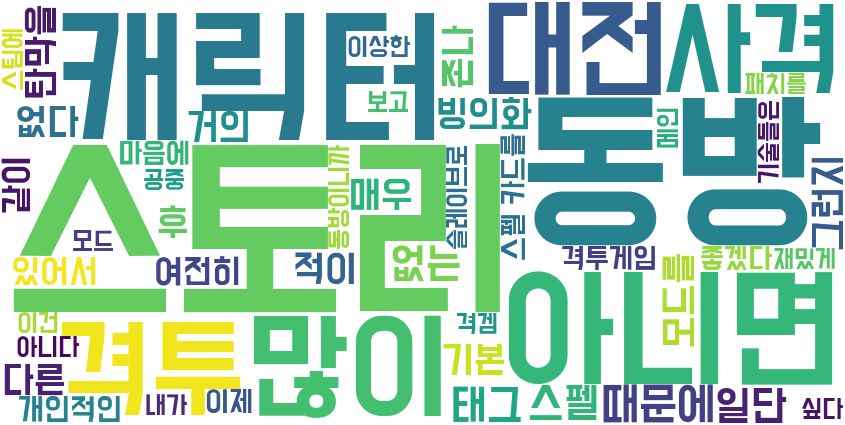 스팀에
탄막을
캐릭터
이상한
보고
존나
대전
사격
패치를
없다
거의
빙의화
메인
기술들은
동방
같이
마음에
공중
모드
스토리
후
동방이니까
매우
슬레이브로
스펠 카드를
그런지
있어서
여전히
적이
없는
격투게임
좋겠다
재밌게
모드를
이건
아니다
격투
많이
격겜
기본
아니면
다른
개인적인
내가
이제
태그
스펠
때문에
일단
싶다